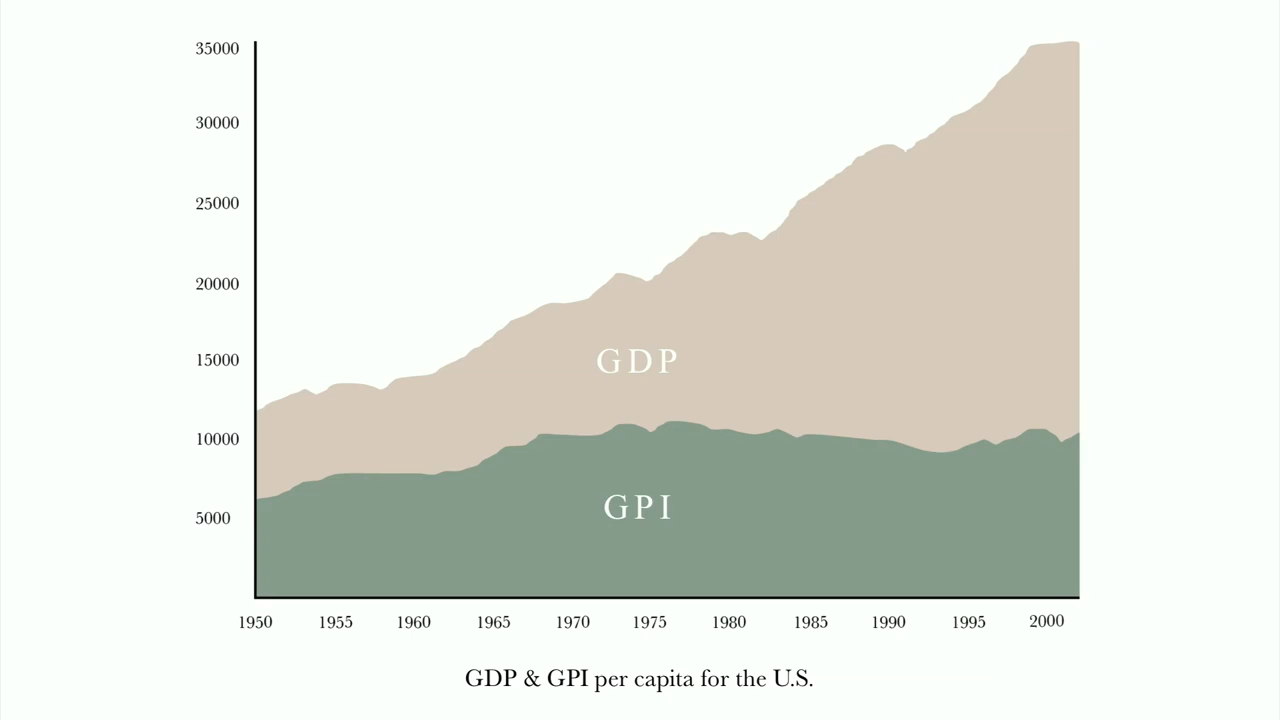 35000
30000
25000
20000
15000
10000
5000
GDP
GPI
1950 1955 1960 1965 1970 1975 1980 1985 1990 1995 2000
GDP & GPI per capita for the U.S.